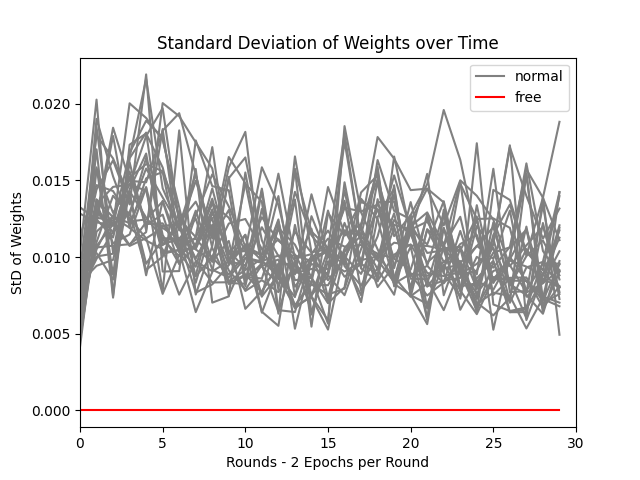 Standard Deviation of Weights over Time
normal
free
StD of Weights
0.020
0.015
0.010
0.005
0.000
0 5 10 15 20 25 30
Rounds - 2 Epochs per Round